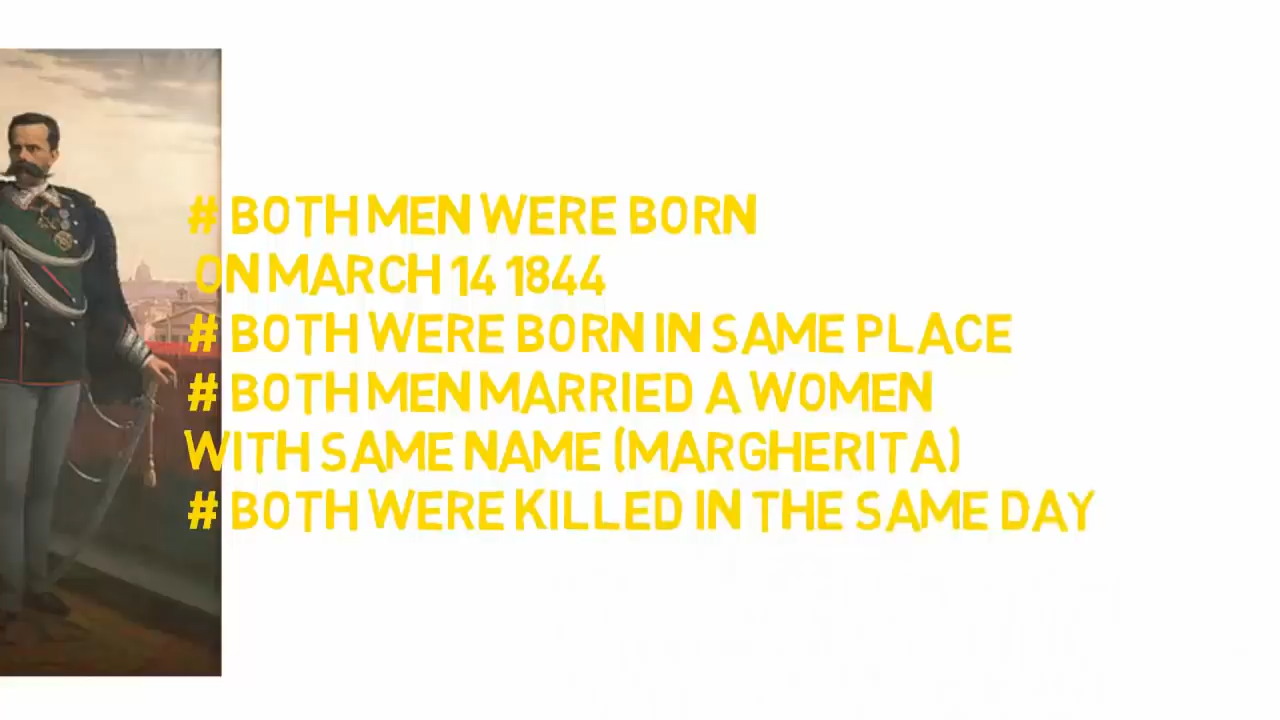 # BOTH MEN WERE BORN
ON MARCH 14 1844
# BOTH WERE BORN IN SAME PLACE
# BOTH MEN MARRIED A WOMEN
WITH SAME NAME (MARGHERITA)
# BOTH WERE KILLED IN THE SAME DAY